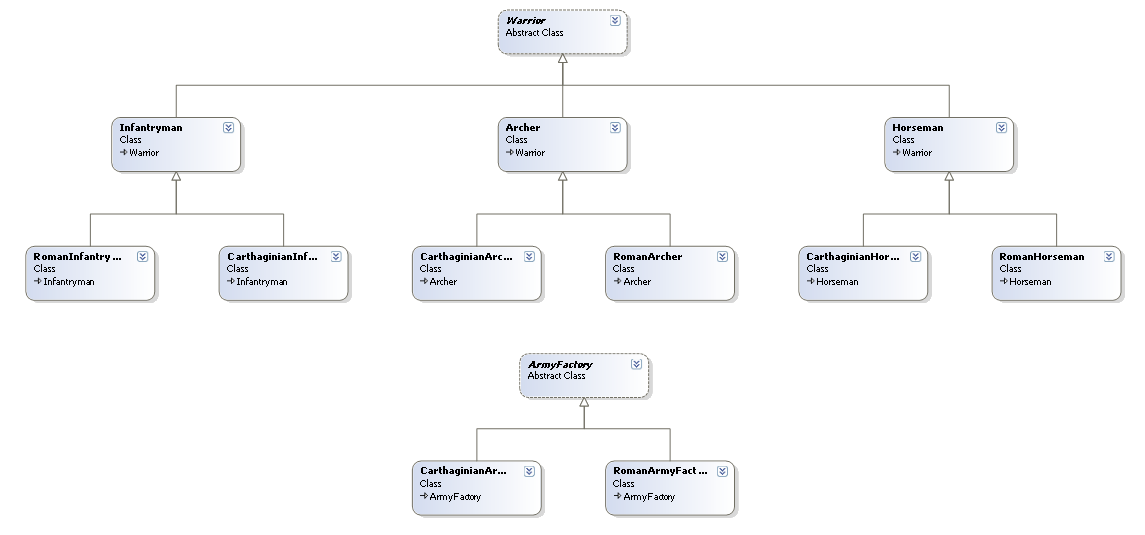 Warrior
Abstract Class
Infantryman
Class
Warrior
Archer
Class
Warrior
Horseman
Class
Warrior
RomanInfantry...
Class
Infantryman
CarthaginianInf...
Class
Infantryman
CarthaginianArc...
Class
Archer
RomanArcher
Class
Archer
CarthaginianHor...
Class
Horseman
RomanHorseman
Class
Horseman
ArmyFactory
Abstract Class
CarthaginianAr...
Class
ArmyFactory
RomanArmyFact...
Class
ArmyFactory